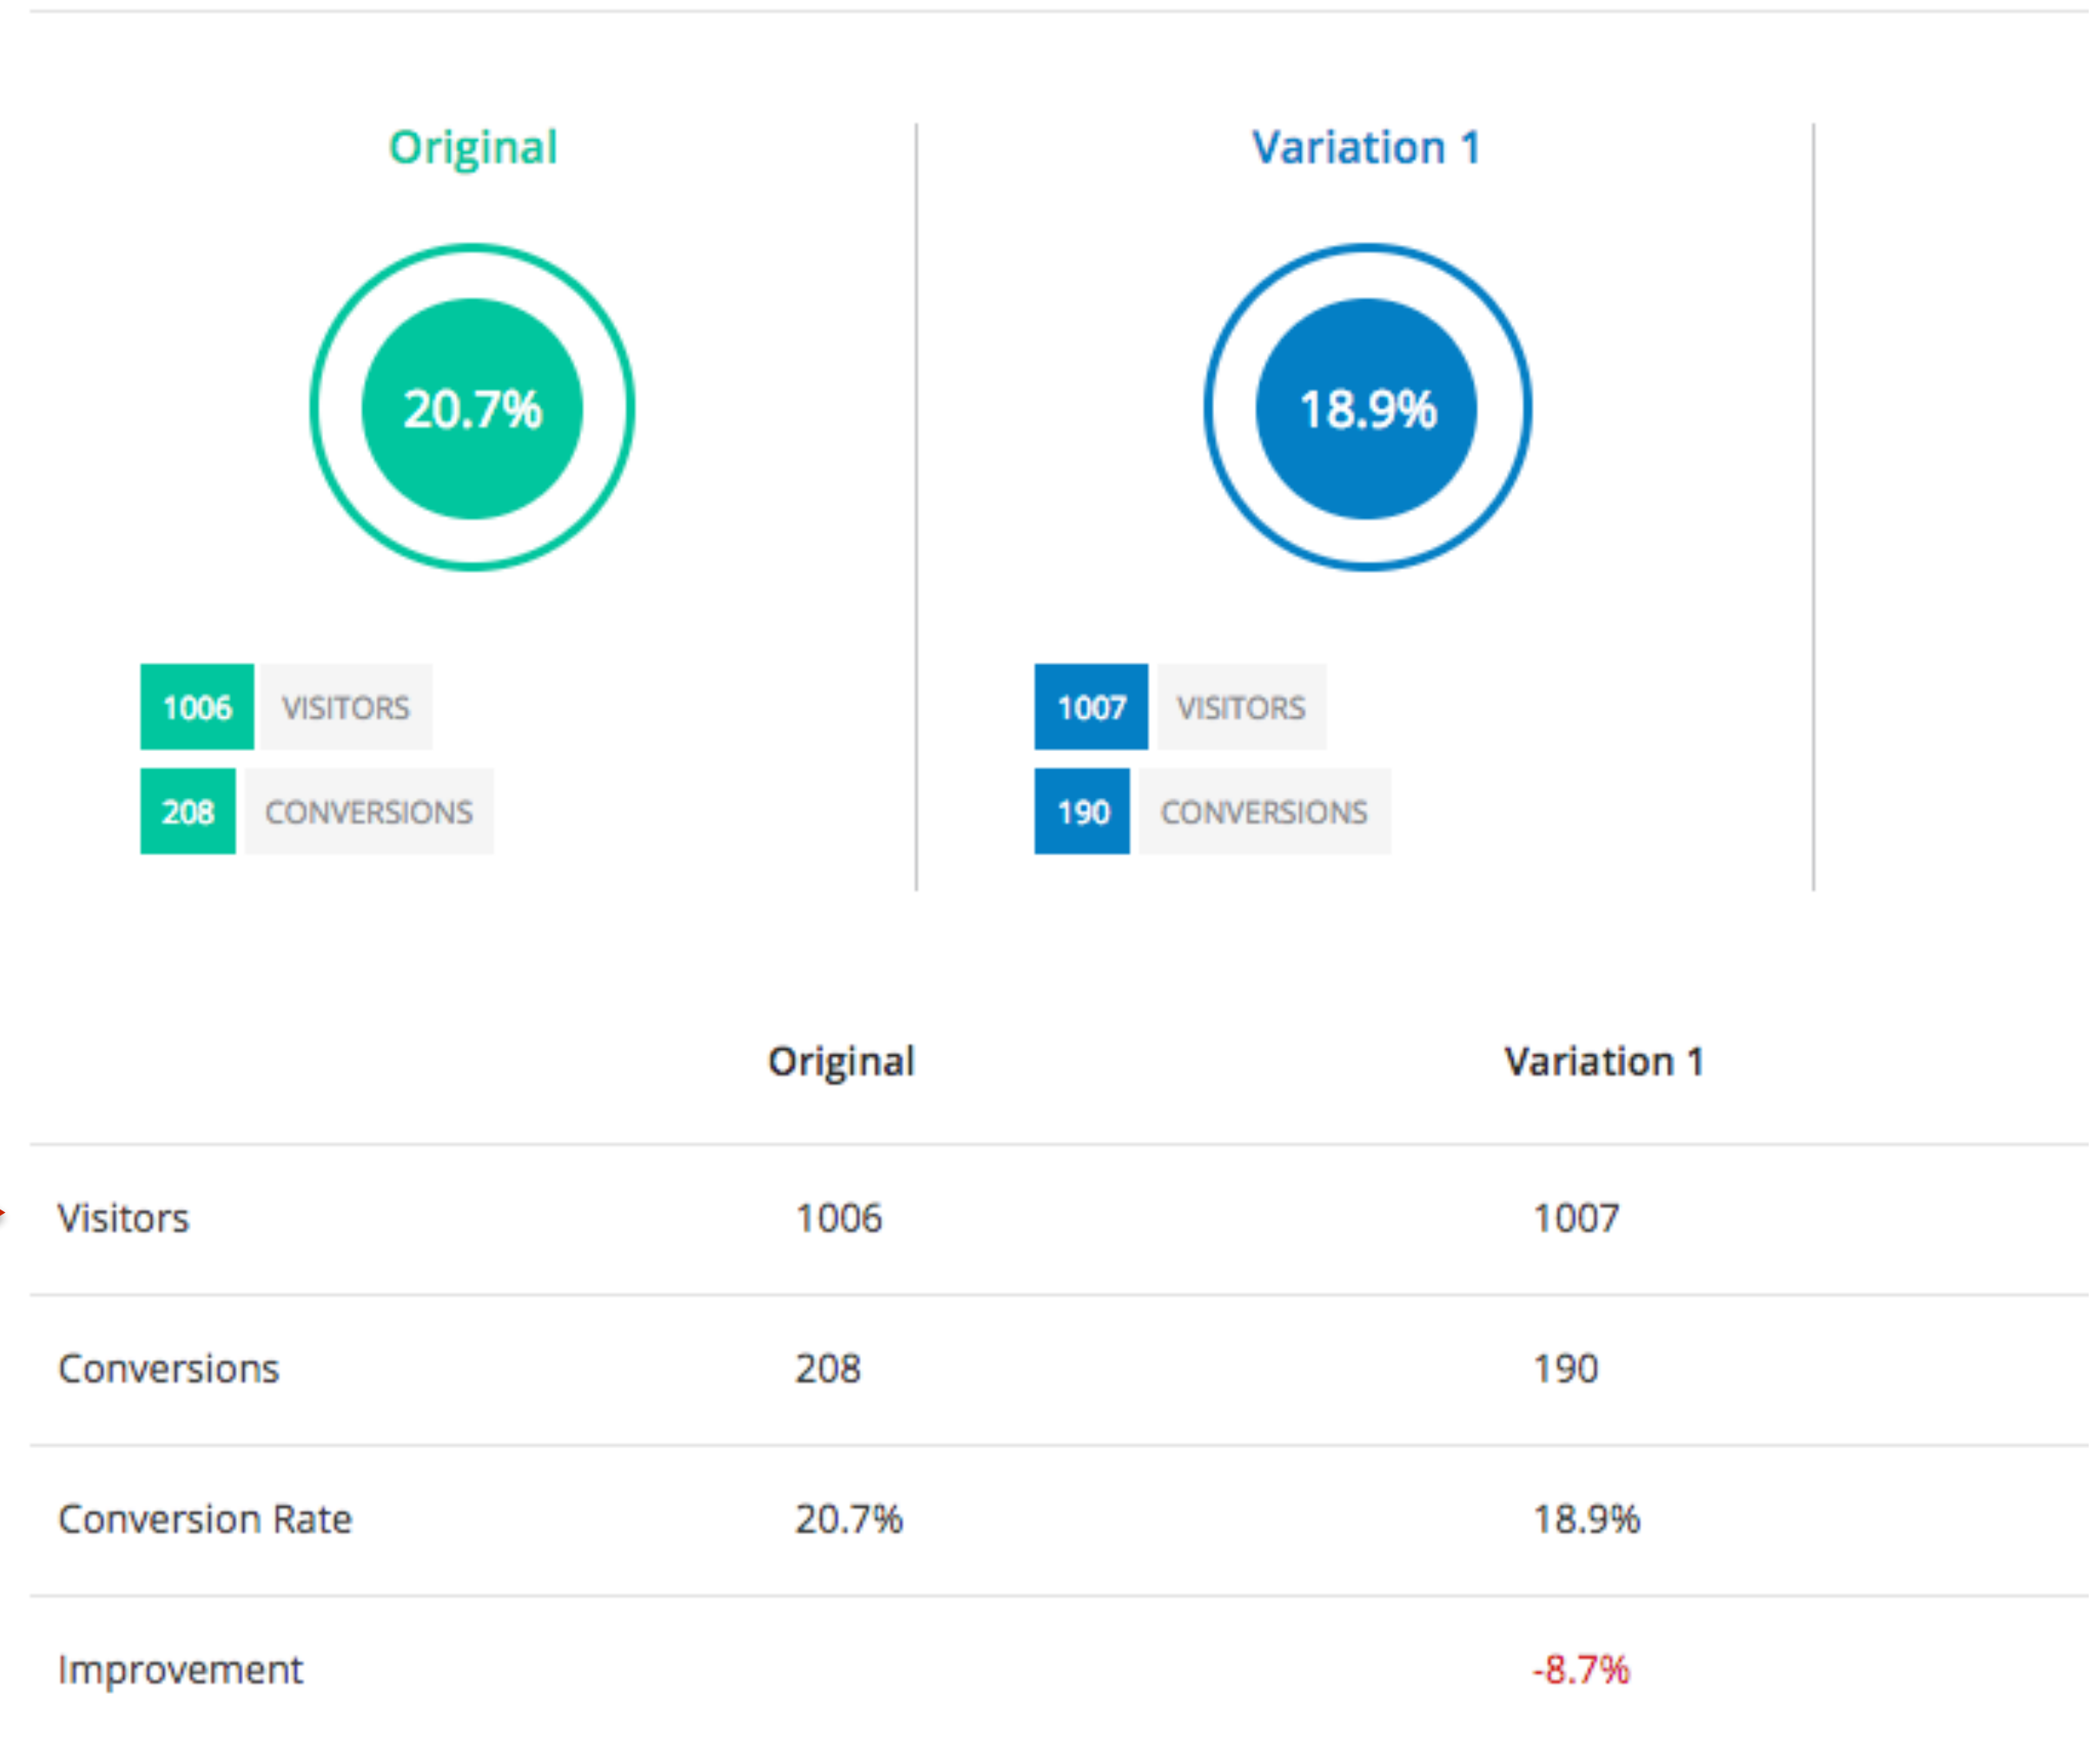 Original
Variation 1
20.7%
18.9%
1006 VISITORS
1007 VISITORS
208 CONVERSIONS
190 CONVERSIONS
Original Variation 1
Visitors 1006 1007
Conversions 208 190
Conversion Rate 20.7% 18.9%
Improvement -8.7%